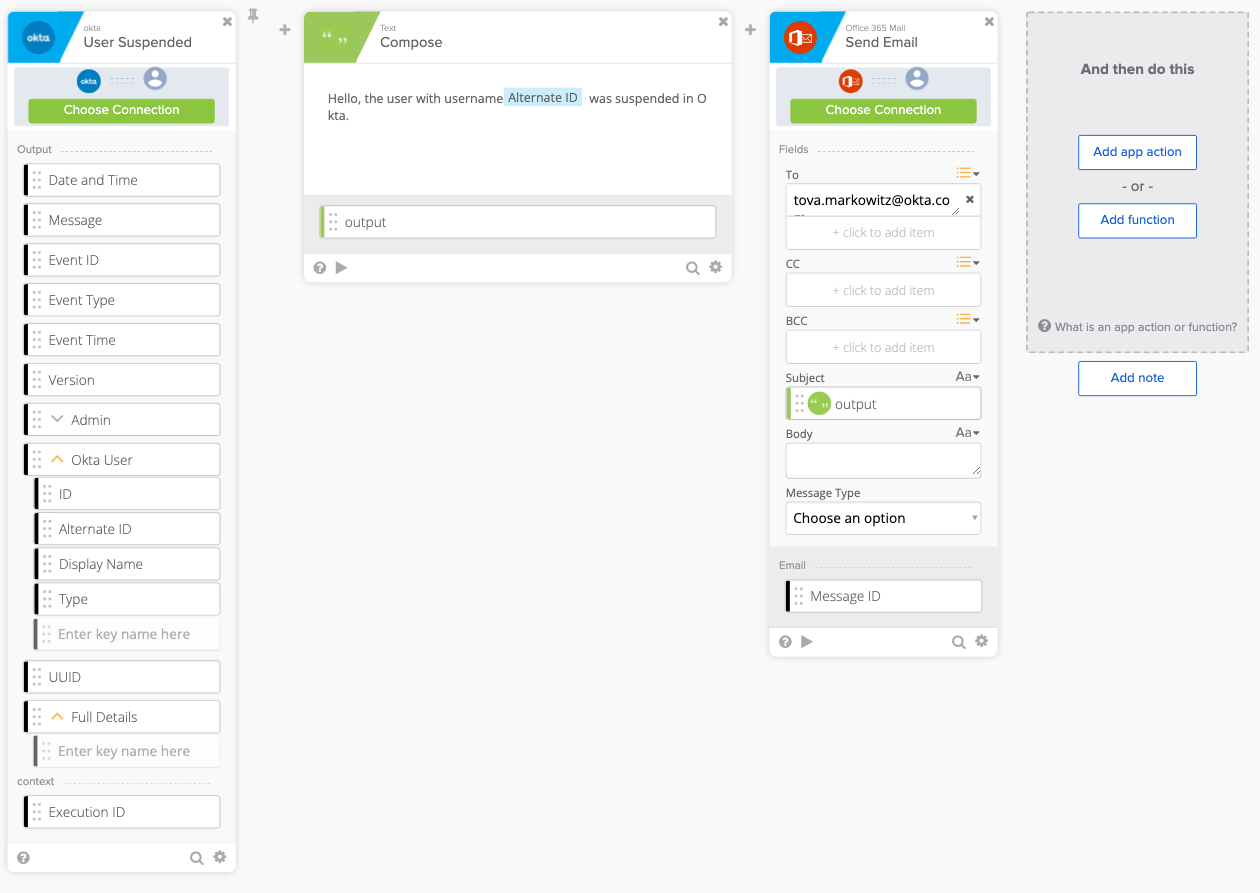 okta
okta
User Suspended
okta
Choose Connection
Output
Date and Time
Message
Event ID
Event Type
Event Time
Version
Admin
Okta User
ID
Alternate ID
Display Name
Type
Enter key name here
UUID
Full Details
Enter key name here
context
Execution ID
Text
Compose
Hello, the user with username Alternate ID was suspended in O
kta.
output
Office 365 Mail
Send Email
Choose Connection
Fields
To
tova.markowitz@okta.co
+ click to add item
CC
+ click to add item
BCC
+ click to add item
Subject
Aa
output
Body
Aa
Message Type
Choose an option
Email
Message ID
And then do this
Add app action
- or -
Add function
What is an app action or function?
Add note